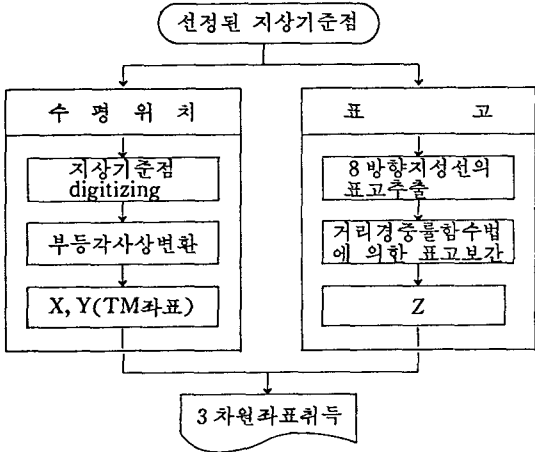 선정된 지상기준점
수 평 위 치
지상기준점
digitizing
부등각사상변환
X, Y(TM좌표)
표 고
8 방향지성선의
표고추출
거리경중률함수법
에 의한 표고보간
Z
3 차원좌표취득